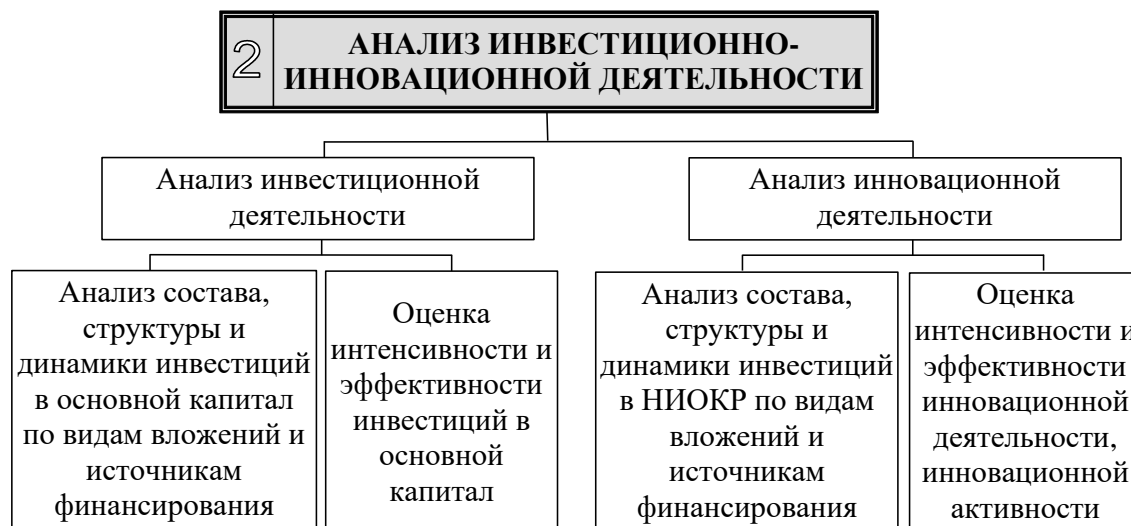 2
АНАЛИЗ ИНВЕСТИЦИОННО-
ИННОВАЦИОННОЙ ДЕЯТЕЛЬНОСТИ
Анализ инвестиционной
деятельности
Анализ инновационной
деятельности
Анализ состава,
структуры и
динамики инвестиций
в основной капитал
по видам вложений и
источникам
финансирования
Оценка
интенсивности и
эффективности
инвестиций в
основной
капитал
Анализ состава,
структуры и
динамики инвестиций
в НИОКР по видам
вложений и
источникам
финансирования
Оценка
интенсивности и
эффективности
инновационной
деятельности,
инновационной
активности